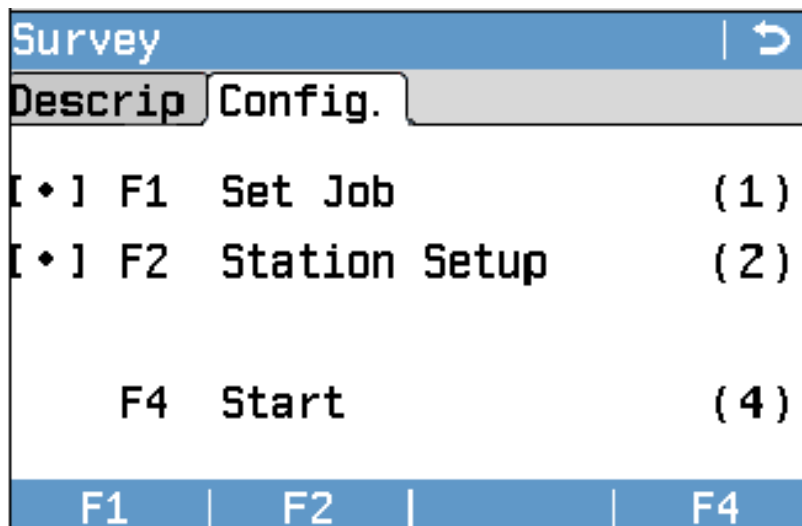 Survey
Descrip Config.
[•] F1 Set Job (1)
[•] F2 Station Setup (2)
F4 Start (4)
F1 F2 F4